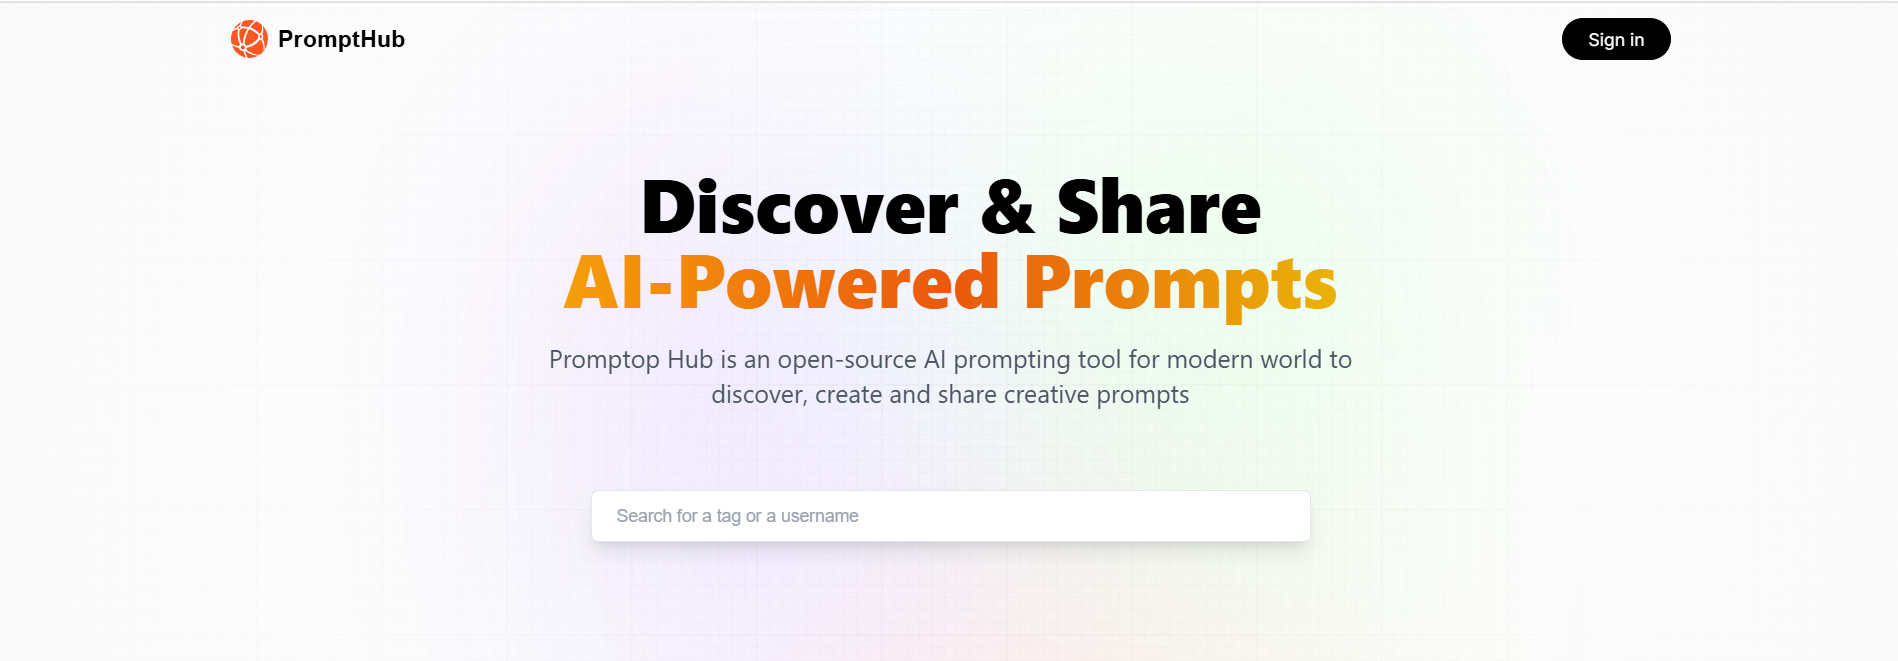 PromptHub
Sign in
Discover & Share
AI-Powered Prompts
Promptop Hub is an open-source AI prompting tool for modern world to
discover, create and share creative prompts
Search for a tag or a username